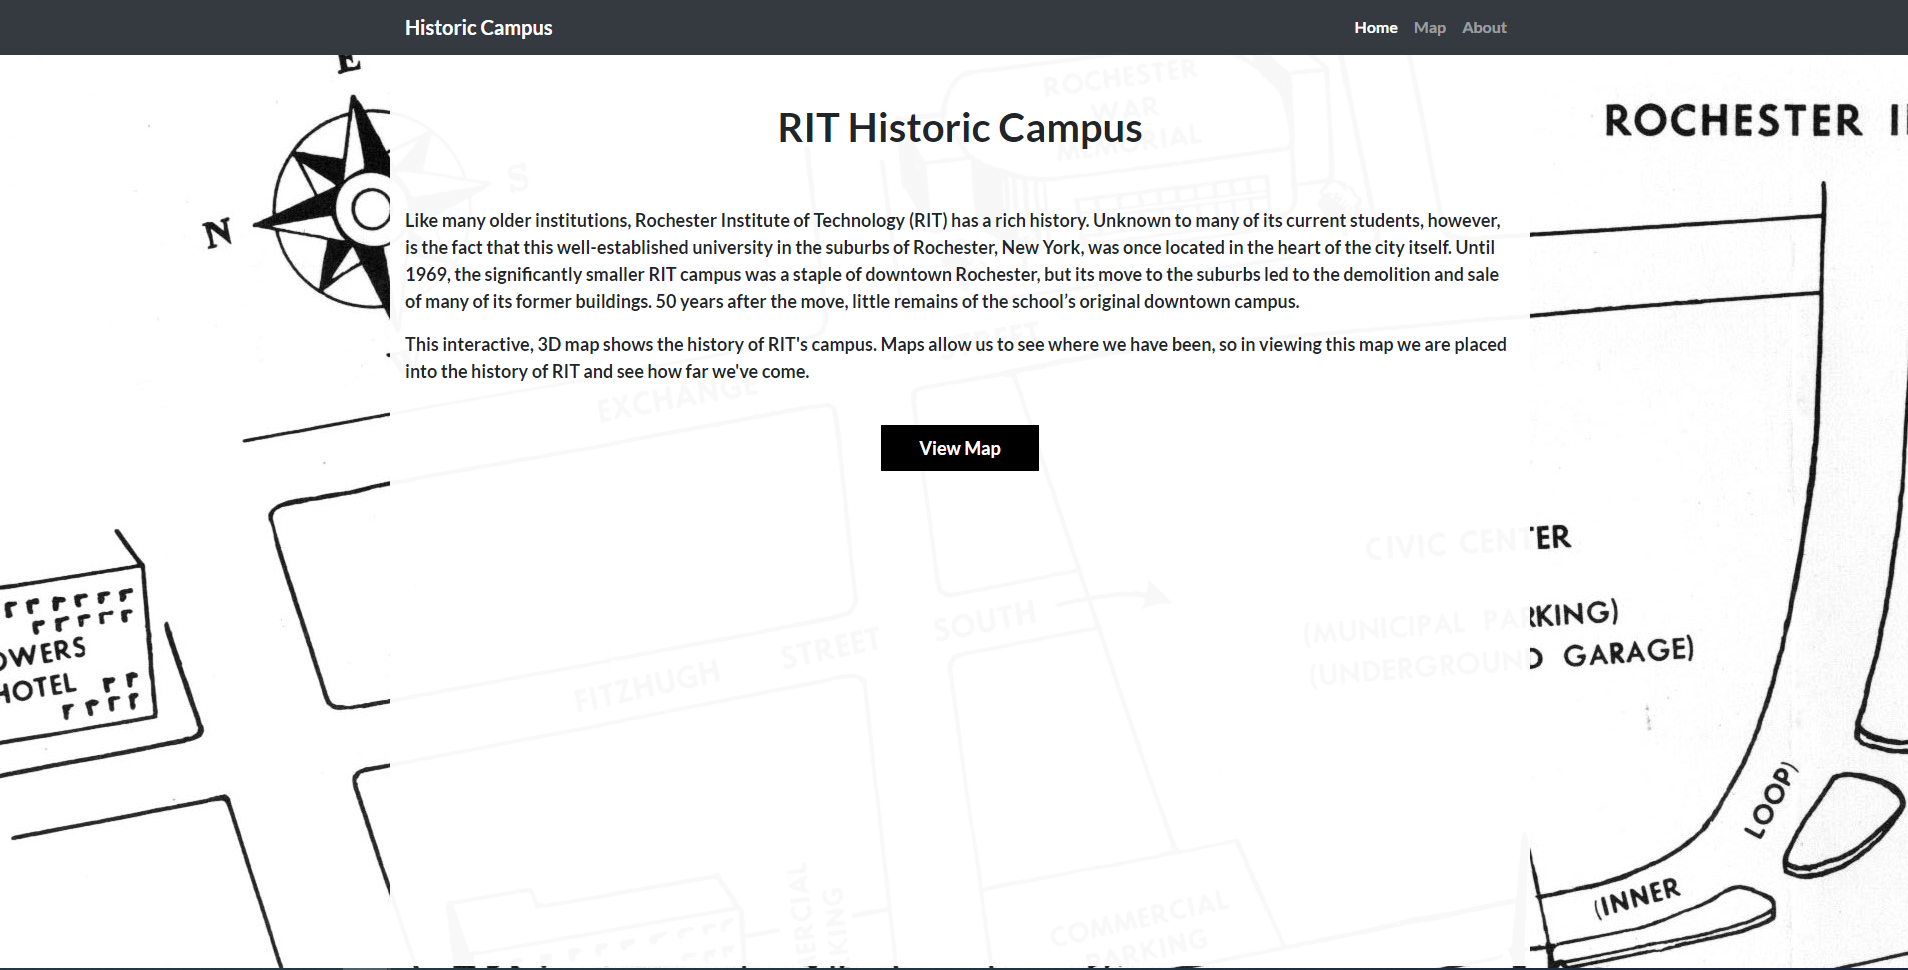 Historic Campus
Home Map About
E
ROCHESTER
WAR
MEMORIAL
ROCHESTER
RIT Historic Campus
S
N
Like many older institutions, Rochester Institute of Technology (RIT) has a rich history. Unknown to many of its current students, however,
is the fact that this well-established university in the suburbs of Rochester, New York, was once located in the heart of the city itself. Until
1969, the significantly smaller RIT campus was a staple of downtown Rochester, but its move to the suburbs led to the demolition and sale
of many of its former buildings. 50 years after the move, little remains of the school’s original downtown campus.
STREET
This interactive, 3D map shows the history of RIT's campus. Maps allow us to see where we have been, so in viewing this map we are placed
into the history of RIT and see how far we've come.
EXCHANGE
View Map
CIVIC CENTER
(MUNICIPAL PARKING)
(UNDERGROUND GARAGE)
SOUTH
FITZHUGH STREET
OWERS
HOTEL
(INNER LOOP)
COMMERCIAL
PARKING